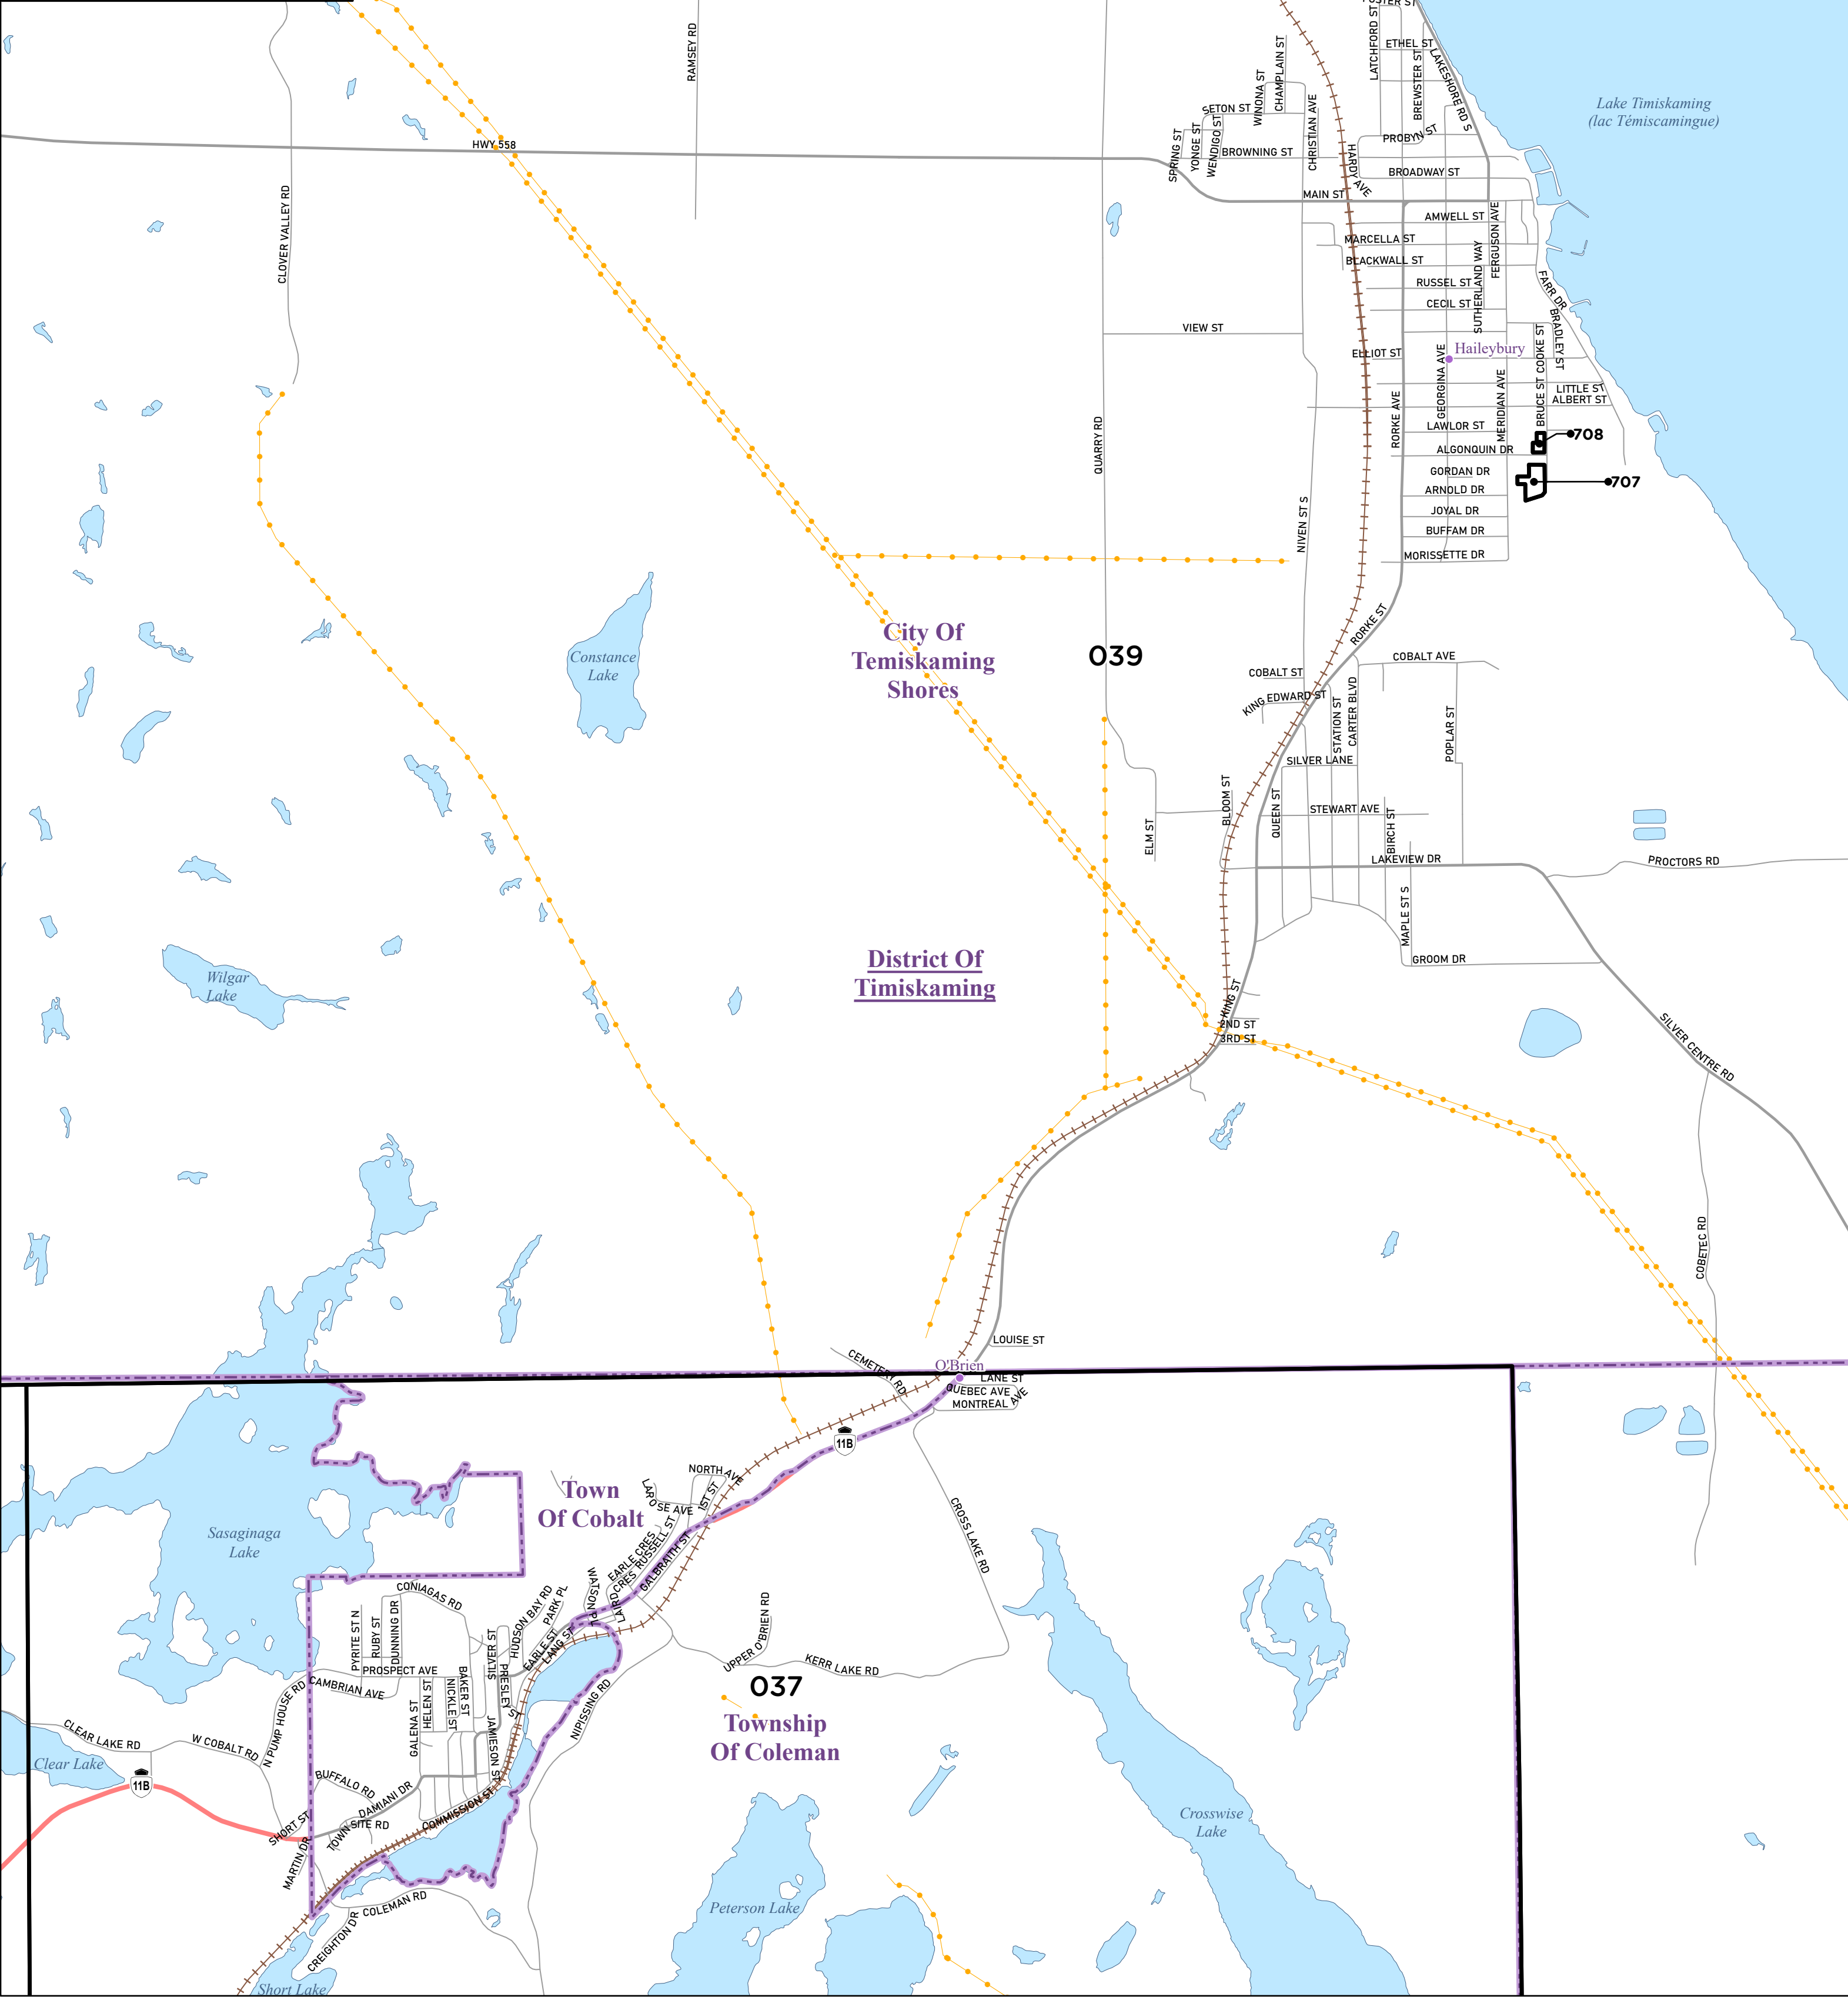 FOSTER ST
LATCHFORD ST
ETHEL ST
BREWSTER ST
LAKESHORE RD S
RAMSEY RD
CHAMPLAIN ST
WINONA ST
SETON ST
CHRISTIAN AVE
Lake Timiskaming
(lac Témiscamingue)
PROBYN ST
HWY 558
SPRING ST
YONGE ST
WENDIGO ST
BROWNING ST
HARDY AVE
BROADWAY ST
CLOVER VALLEY RD
MAIN ST
AMWELL ST
FERGUSON AVE
MARCELLA ST
BLACKWALL ST
SUTHERLAND WAY
RUSSEL ST
FARR DR
CECIL ST
VIEW ST
BRADLEY ST
COOKE ST
ELLIOT ST
Haileybury
GEORGINA AVE
MERIDIAN AVE
BRUCE ST
LITTLE ST
ALBERT ST
QUARRY RD
RORKE AVE
LAWLOR ST
708
ALGONQUIN DR
GORDAN DR
707
ARNOLD DR
NIVEN ST S
JOYAL DR
BUFFAM DR
MORISSETTE DR
City Of
Temiskaming
Shores
RORKE ST
Constance
Lake
039
COBALT AVE
COBALT ST
KING EDWARD ST
STATION ST
CARTER BLVD
POPLAR ST
SILVER LANE
BLOOM ST
QUEEN ST
STEWART AVE
BIRCH ST
ELM ST
LAKEVIEW DR
PROCTORS RD
MAPLE ST S
GROOM DR
District Of
Timiskaming
Wilgar
Lake
KING ST
2ND ST
3RD ST
SILVER CENTRE RD
COBETEC RD
LOUISE ST
O'Brien
CEMETERY RD
LANE ST
QUEBEC AVE
MONTREAL AVE
11B
NORTH AVE
Town
Of Cobalt
LAROSE AVE
1ST ST
CROSS LAKE RD
Sasaginaga
Lake
EARLE CRES
RUSSELL ST
GALBRAITH ST
WATSON PL
LAIRD CRES
CONIAGAS RD
HUDSON BAY RD
PARK PL
UPPER O'BRIEN RD
PYRITE ST N
RUBY ST
DUNNING DR
SILVER ST
EARLE ST
LANG ST
KERR LAKE RD
PROSPECT AVE
CAMBRIAN AVE
BAKER ST
PRESLEY ST
037
Township
Of Coleman
N PUMP HOUSE RD
HELEN ST
NICKLE ST
GALENA ST
JAMIESON ST
NIPISSING RD
CLEAR LAKE RD
W COBALT RD
Clear Lake
11B
BUFFALO RD
DAMIANI DR
COMMISSION ST
SHORT ST
TOWN SITE RD
MARTIN DR
Crosswise
Lake
COLEMAN RD
Peterson Lake
CREIGHTON DR
Short Lake